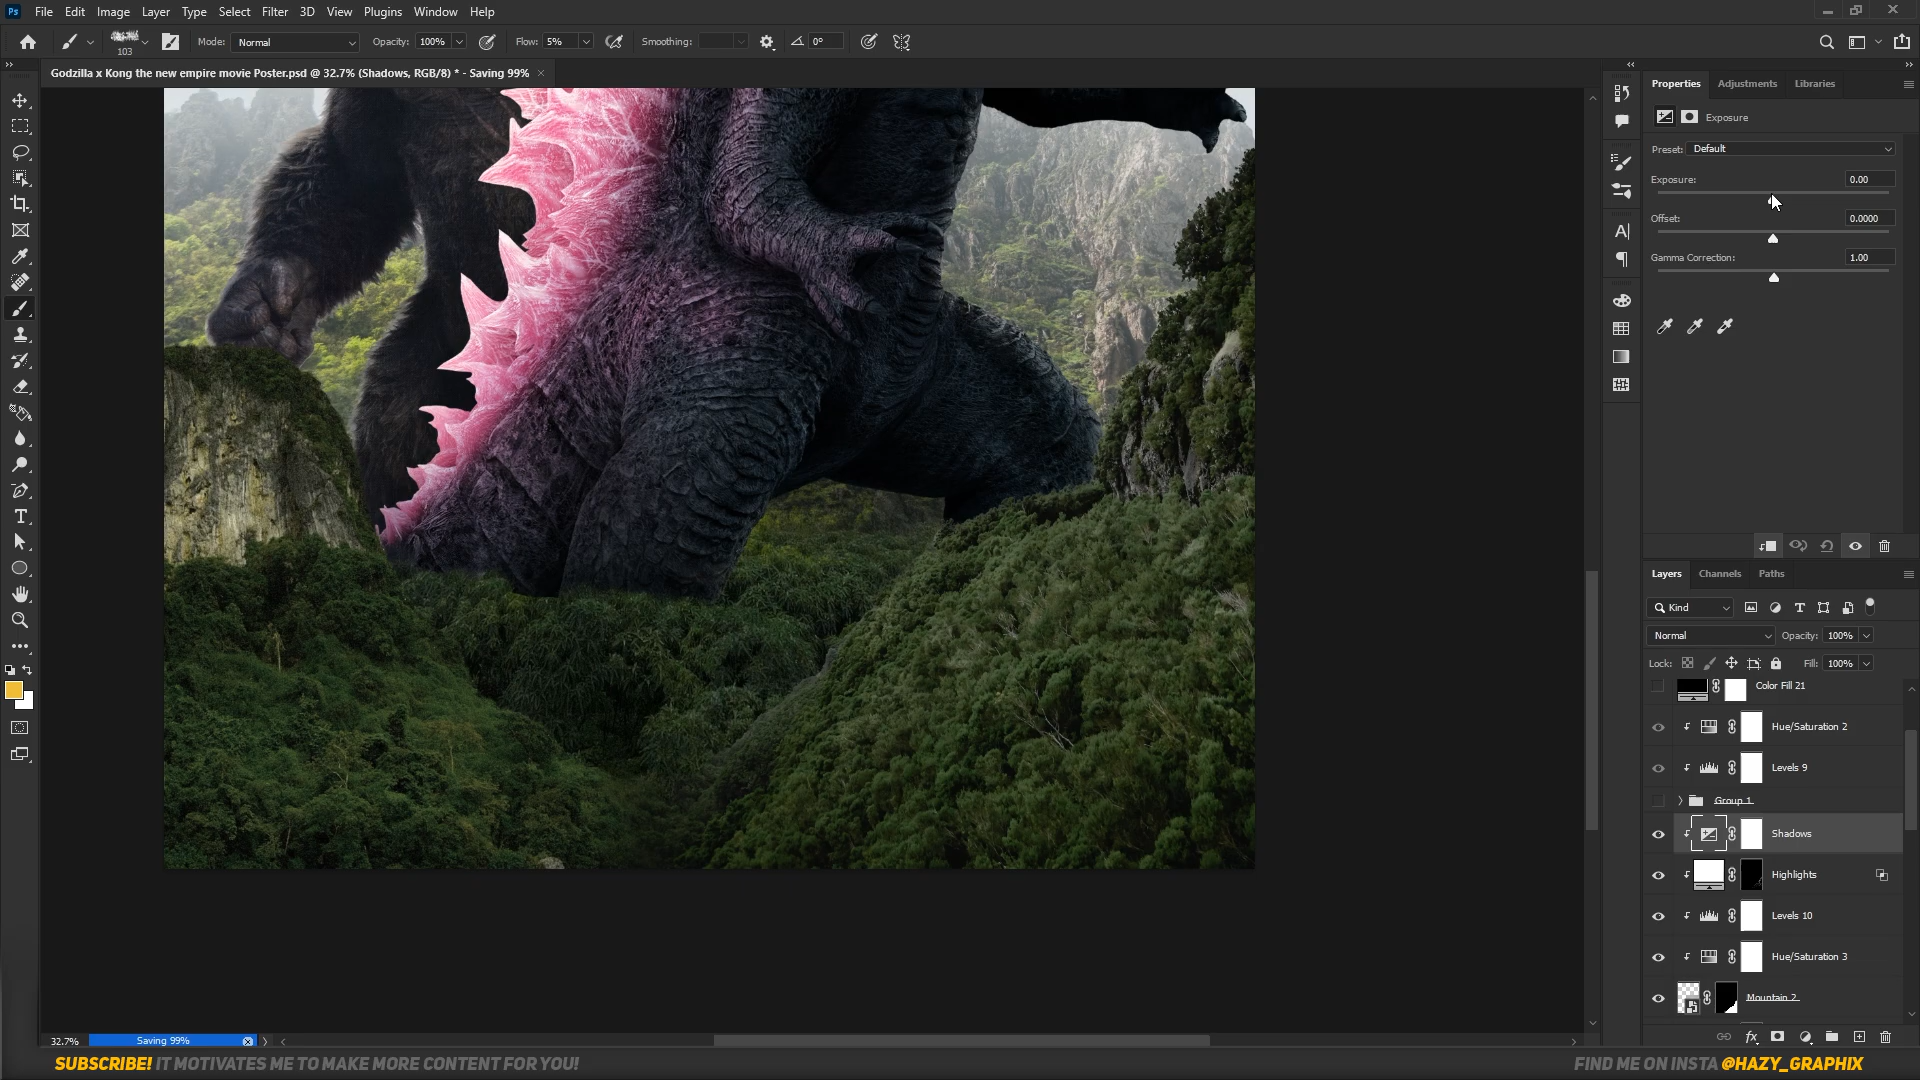 Ps File Edit Image Layer Type Select Filter 3D View Plugins Window Help
103 Mode: Normal Opacity: 100% Flow: 5% Smoothing: 0°
Godzilla x Kong the new empire movie Poster.psd @ 32.7% (Shadows, RGB/8) * - Saving 99% ×
Properties Adjustments Libraries
Exposure
Preset: Default
Exposure: 0.00
Offset: 0.0000
Gamma Correction: 1.00
Layers Channels Paths
Kind
Normal Opacity: 100%
Lock: Fill: 100%
Color Fill 21
Hue/Saturation 2
Levels 9
Group 1
Shadows
Highlights
Levels 10
Hue/Saturation 3
Mountain 2
32.7% Saving 99%
SUBSCRIBE! IT MOTIVATES ME TO MAKE MORE CONTENT FOR YOU! FIND ME ON INSTA @HAZY_GRAPHIX